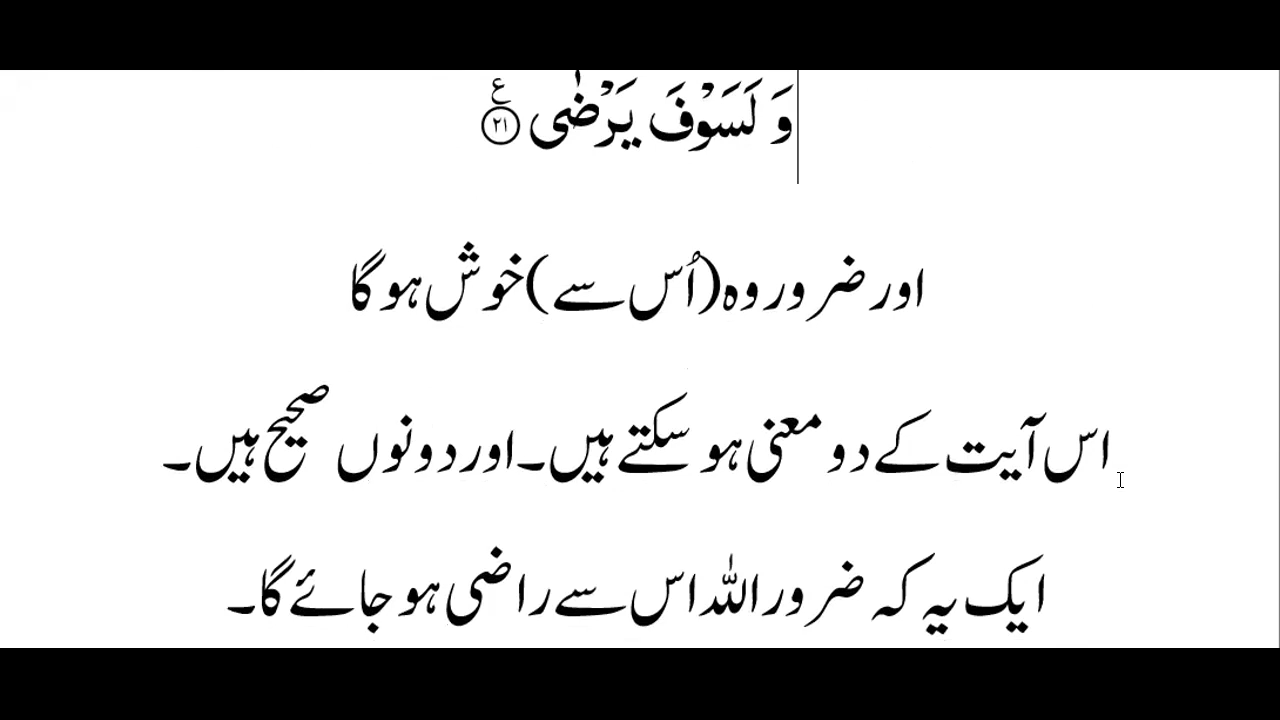 وَ لَسَوْفَ يَرْضٰى ﴿۲۱﴾ ع
اور ضرور وہ (اُس سے) خوش ہو گا
اس آیت کے دو معنی ہو سکتے ہیں۔ اور دونوں صحیح ہیں۔
ایک یہ کہ ضرور اللہ اس سے راضی ہو جائے گا۔